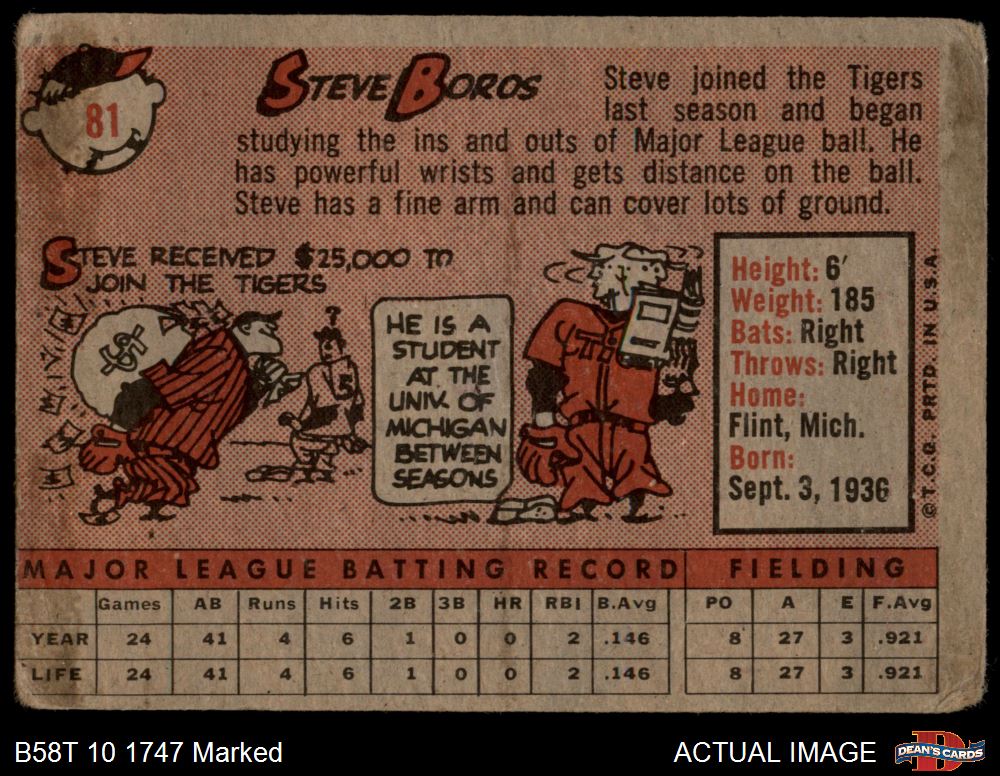 81
STEVE BOROS
Steve joined the Tigers
last season and began
studying the ins and outs of Major League ball. He
has powerful wrists and gets distance on the ball.
Steve has a fine arm and can cover lots of ground.
STEVE RECEIVED $25,000 TO
JOIN THE TIGERS
$
?
5
HE IS A
STUDENT
AT THE
UNIV. OF
MICHIGAN
BETWEEN
SEASONS
Height: 6'
Weight: 185
Bats: Right
Throws: Right
Home:
Flint, Mich.
Born:
Sept. 3, 1936
©T.C.G. PRTD. IN U.S.A.
MAJOR LEAGUE BATTING RECORD FIELDING
Games AB Runs Hits 2B 3B HR RBI B.Avg PO A E F.Avg
YEAR 24 41 4 6 1 0 0 2 .146 8 27 3 .921
LIFE 24 41 4 6 1 0 0 2 .146 8 27 3 .921
B58T 10 1747 Marked ACTUAL IMAGE DEAN'S CARDS